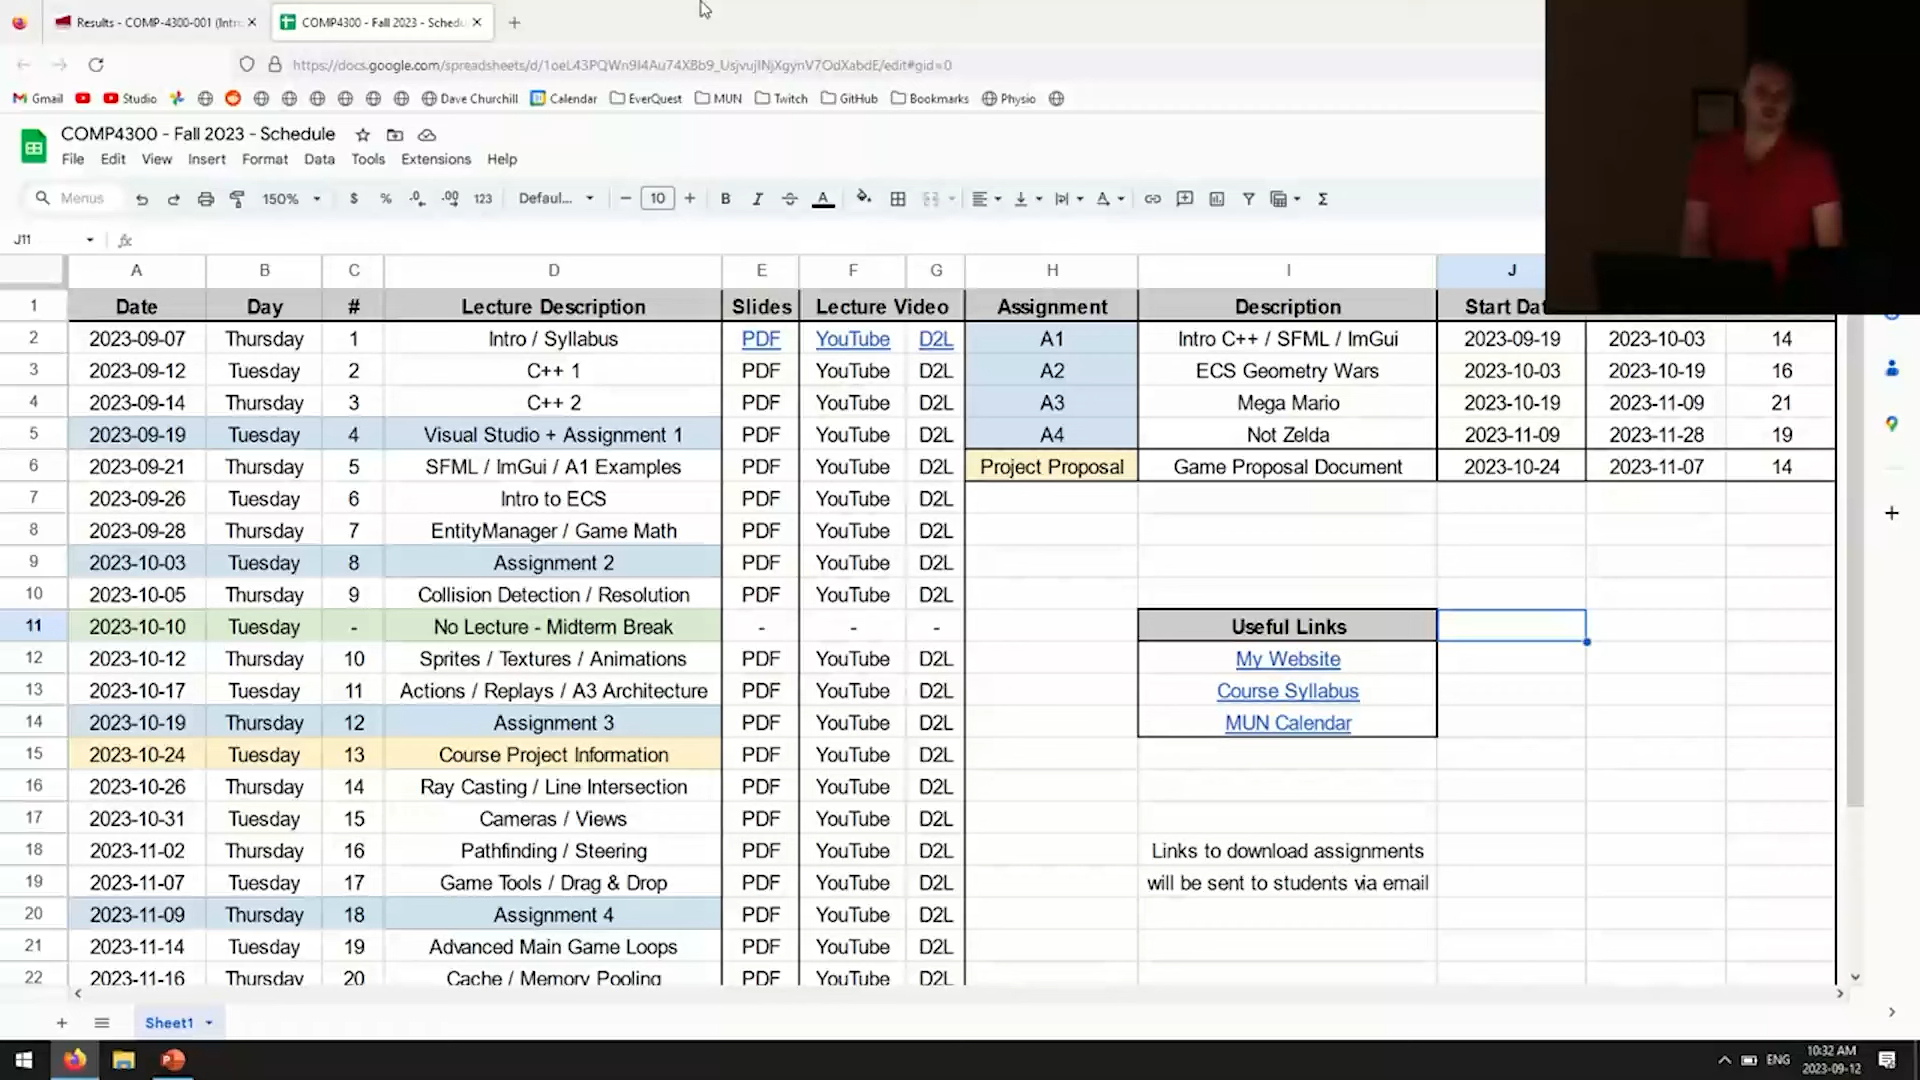 Results - COMP-4300-001 (Intr
COMP4300 - Fall 2023 - Schedu
https://docs.google.com/spreadsheets/d/1oeL43PQWn9I4Au74XBb9_UsjvujINjXgynV7OdXabdE/edit#gid=0
Gmail Studio Dave Churchill Calendar EverQuest MUN Twitch GitHub Bookmarks Physio
COMP4300 - Fall 2023 - Schedule
File Edit View Insert Format Data Tools Extensions Help
Menus 150% $ % .0 .00 123 Defaul... − 10 + B I A Σ
J11 fx
A B C D E F G H I J
1 Date Day # Lecture Description Slides Lecture Video Assignment Description Start Dat
2 2023-09-07 Thursday 1 Intro / Syllabus PDF YouTube D2L A1 Intro C++ / SFML / ImGui 2023-09-19 2023-10-03 14
3 2023-09-12 Tuesday 2 C++ 1 PDF YouTube D2L A2 ECS Geometry Wars 2023-10-03 2023-10-19 16
4 2023-09-14 Thursday 3 C++ 2 PDF YouTube D2L A3 Mega Mario 2023-10-19 2023-11-09 21
5 2023-09-19 Tuesday 4 Visual Studio + Assignment 1 PDF YouTube D2L A4 Not Zelda 2023-11-09 2023-11-28 19
6 2023-09-21 Thursday 5 SFML / ImGui / A1 Examples PDF YouTube D2L Project Proposal Game Proposal Document 2023-10-24 2023-11-07 14
7 2023-09-26 Tuesday 6 Intro to ECS PDF YouTube D2L
8 2023-09-28 Thursday 7 EntityManager / Game Math PDF YouTube D2L
9 2023-10-03 Tuesday 8 Assignment 2 PDF YouTube D2L
10 2023-10-05 Thursday 9 Collision Detection / Resolution PDF YouTube D2L
11 2023-10-10 Tuesday - No Lecture - Midterm Break - - - Useful Links
12 2023-10-12 Thursday 10 Sprites / Textures / Animations PDF YouTube D2L My Website
13 2023-10-17 Tuesday 11 Actions / Replays / A3 Architecture PDF YouTube D2L Course Syllabus
14 2023-10-19 Thursday 12 Assignment 3 PDF YouTube D2L MUN Calendar
15 2023-10-24 Tuesday 13 Course Project Information PDF YouTube D2L
16 2023-10-26 Thursday 14 Ray Casting / Line Intersection PDF YouTube D2L
17 2023-10-31 Tuesday 15 Cameras / Views PDF YouTube D2L
18 2023-11-02 Thursday 16 Pathfinding / Steering PDF YouTube D2L Links to download assignments
19 2023-11-07 Tuesday 17 Game Tools / Drag & Drop PDF YouTube D2L will be sent to students via email
20 2023-11-09 Thursday 18 Assignment 4 PDF YouTube D2L
21 2023-11-14 Tuesday 19 Advanced Main Game Loops PDF YouTube D2L
22 2023-11-16 Thursday 20 Cache / Memory Pooling PDF YouTube D2L
Sheet1
ENG 10:32 AM
2023-09-12